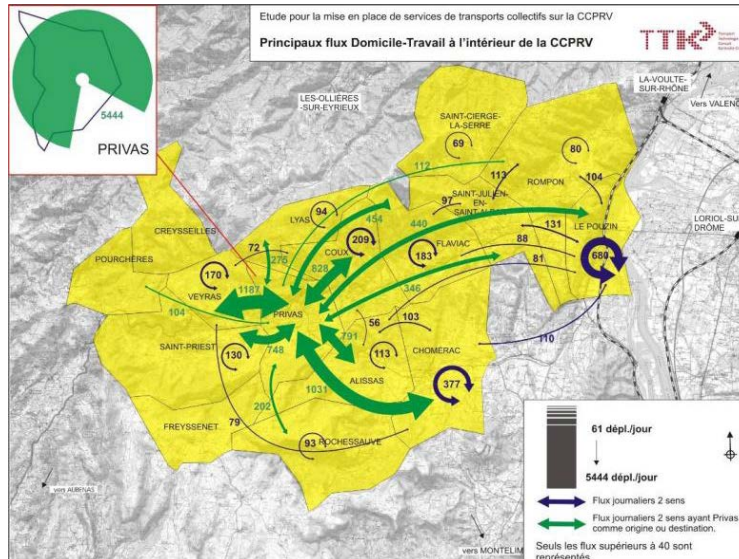 Etude pour la mise en place de services de transports collectifs sur la CCPRV
Principaux flux Domicile-Travail à l'intérieur de la CCPRV
TTK
5444
PRIVAS
LES-OLLIÈRES
-SUR-EYRIEUX
LA-VOULTE-
SUR-RHÔNE
Vers VALENC
SAINT-CIERGE-
LA-SERRE
69
80
112
113
ROMPON
104
SAINT-JULIEN-
EN-
97
LYAS
94
454
440
LE POUZIN
131
CREYSSEILLES
72
COUX
209
FLAVIAC
88
LORIOL-SUR
DRÔME
POURCHÈRES
275
828
183
680
170
81
1187
VEYRAS
346
104
PRIVAS
56
103
SAINT-PRIEST
748
791
CHOMÉRAC
110
130
113
ALISSAS
377
1031
202
FREYSSENET
79
93
ROCHESSAUVE
vers AUBENAS
61 dépl./jour
5444 dépl./jour
Flux journaliers 2 sens
Flux journaliers 2 sens ayant Privas
comme origine ou destination.
Seuls les flux supérieurs à 40 sont
représentés
vers MONTELIM